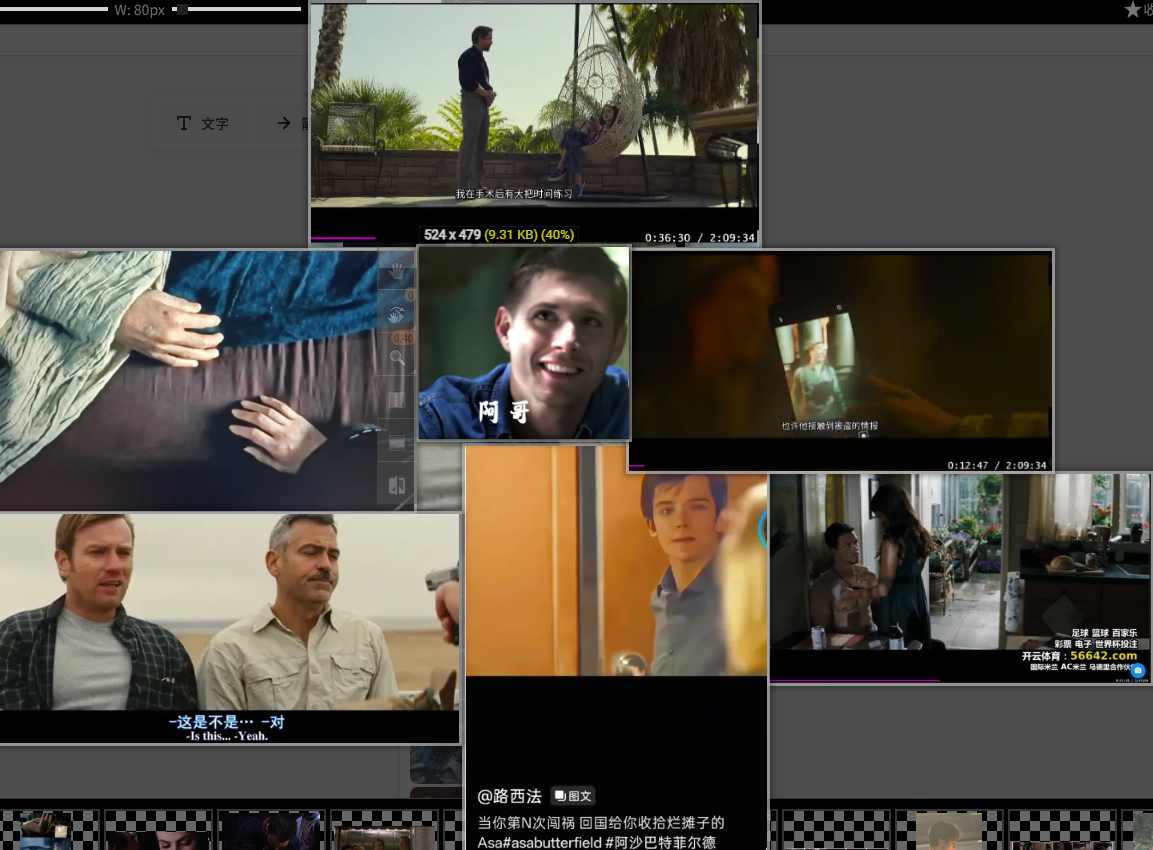 W: 80px
收
T 文字
我在手术后有大把时间练习
524 x 479 (9.31 KB) (40%)
0:36:30 / 2:09:34
0
0.40
阿哥
也许他接触到被盗的情报
0:12:47 / 2:09:34
足球 篮球 百家乐
彩票 电子 世界杯投注
开云体育：56642.com
国际米兰 AC米兰 马德里合作伙
-这是不是… -对
-Is this... -Yeah.
@路西法 图文
当你第N次闯祸 回国给你收拾烂摊子的
Asa#asabutterfield #阿沙巴特菲尔德